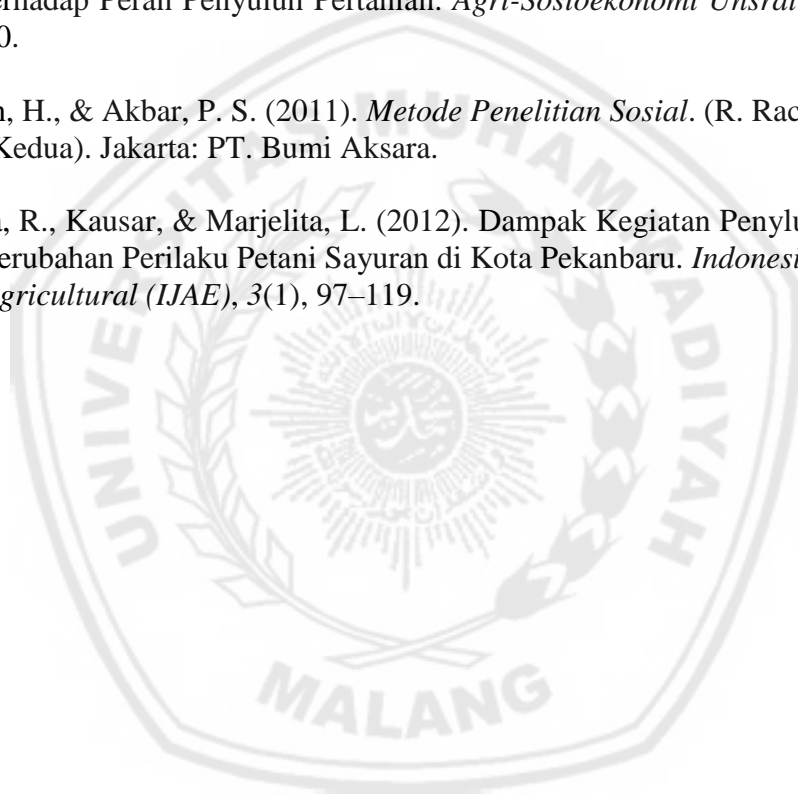 erhadap Peran Penyuluh Pertanian. Agri-Sosioekonomi Unsrat
0.
n, H., & Akbar, P. S. (2011). Metode Penelitian Sosial. (R. Rac
Kedua). Jakarta: PT. Bumi Aksara.
a, R., Kausar, & Marjelita, L. (2012). Dampak Kegiatan Penylu
erubahan Perilaku Petani Sayuran di Kota Pekanbaru. Indonesi
gricultural (IJAE), 3(1), 97–119.
UNIVERSITAS MUHAMMADIYAH
MALANG